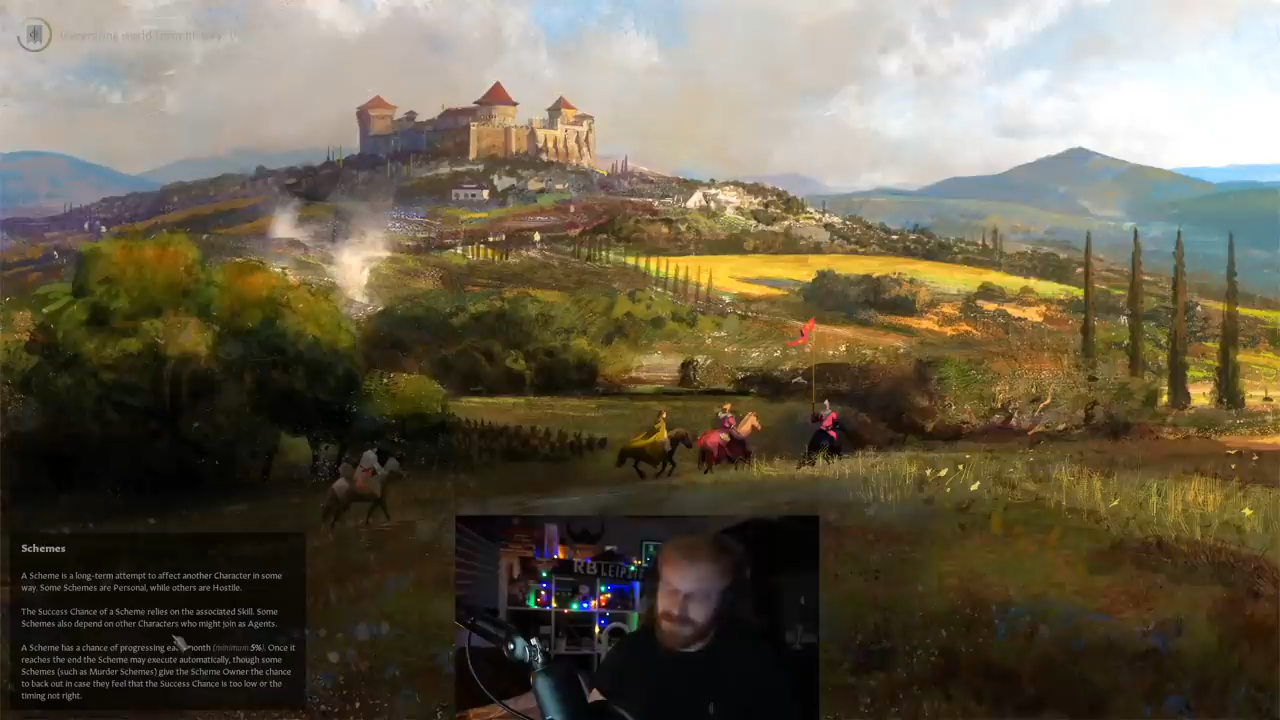 Schemes
A Scheme is a long-term attempt to affect another Character in some
way. Some Schemes are Personal, while others are Hostile.
The Success Chance of a Scheme relies on the associated Skill. Some
Schemes also depend on other Characters who might join as Agents.
A Scheme has a chance of progressing each month (minimum 5%). Once it
reaches the end the Scheme may execute automatically, though some
Schemes (such as Murder Schemes) give the Scheme Owner the chance
to back out in case they feel that the Success Chance is too low or the
timing not right.
RB LEIPZIG